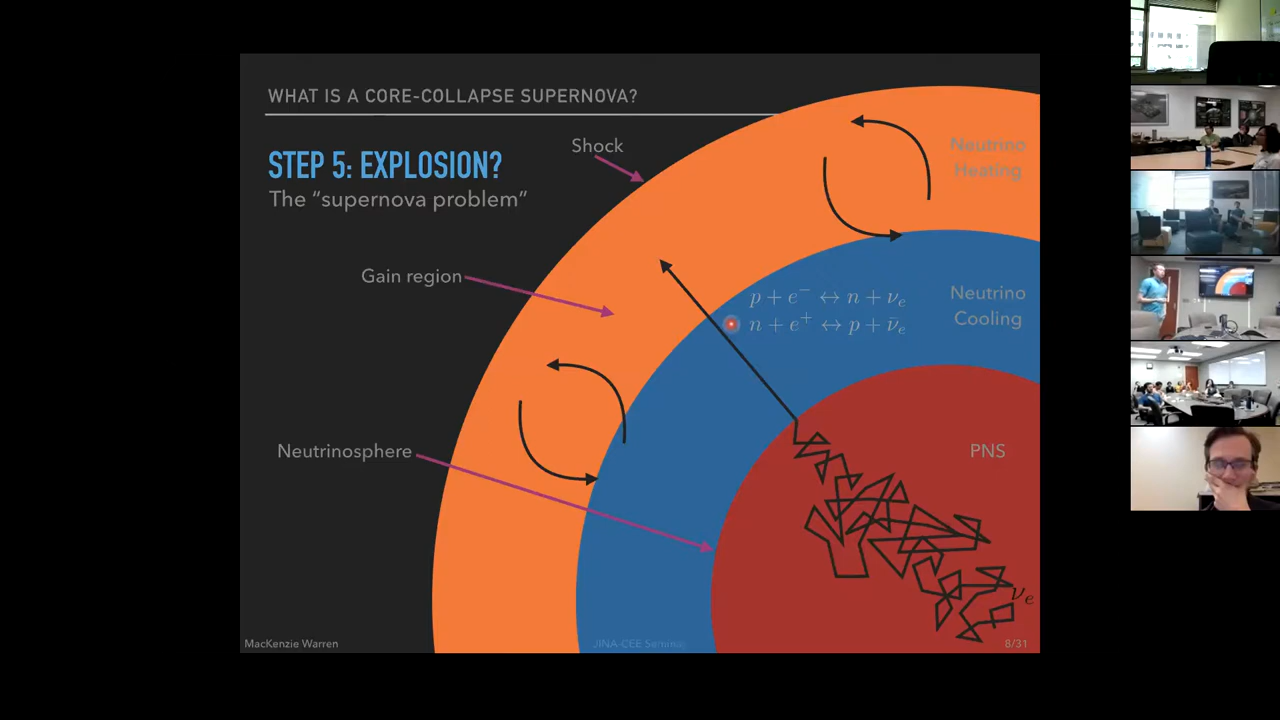 WHAT IS A CORE-COLLAPSE SUPERNOVA?
STEP 5: EXPLOSION?
The “supernova problem”
Shock
Neutrino
Heating
Gain region
p + e⁻ ↔ n + νₑ
n + e⁺ ↔ p + ν̄ₑ
Neutrino
Cooling
Neutrinosphere
PNS
νₑ
MacKenzie Warren
JINA-CEE Seminar
8/31